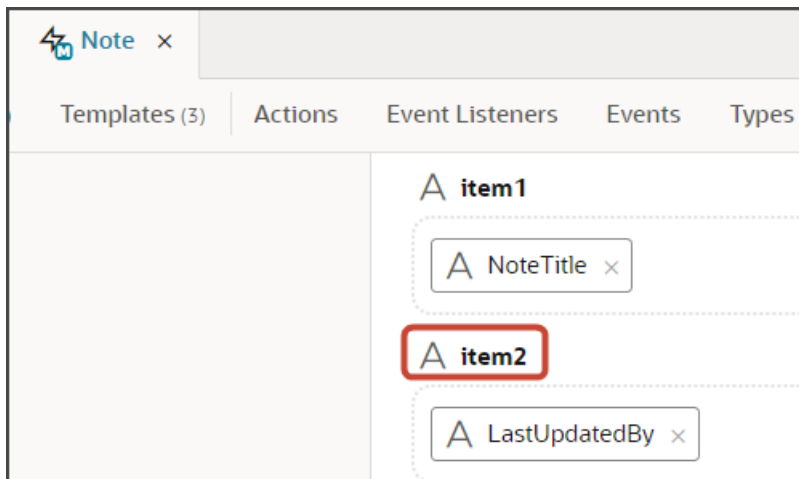 Note ×
Templates (3) Actions Event Listeners Events Types
item1
NoteTitle ×
item2
LastUpdatedBy ×